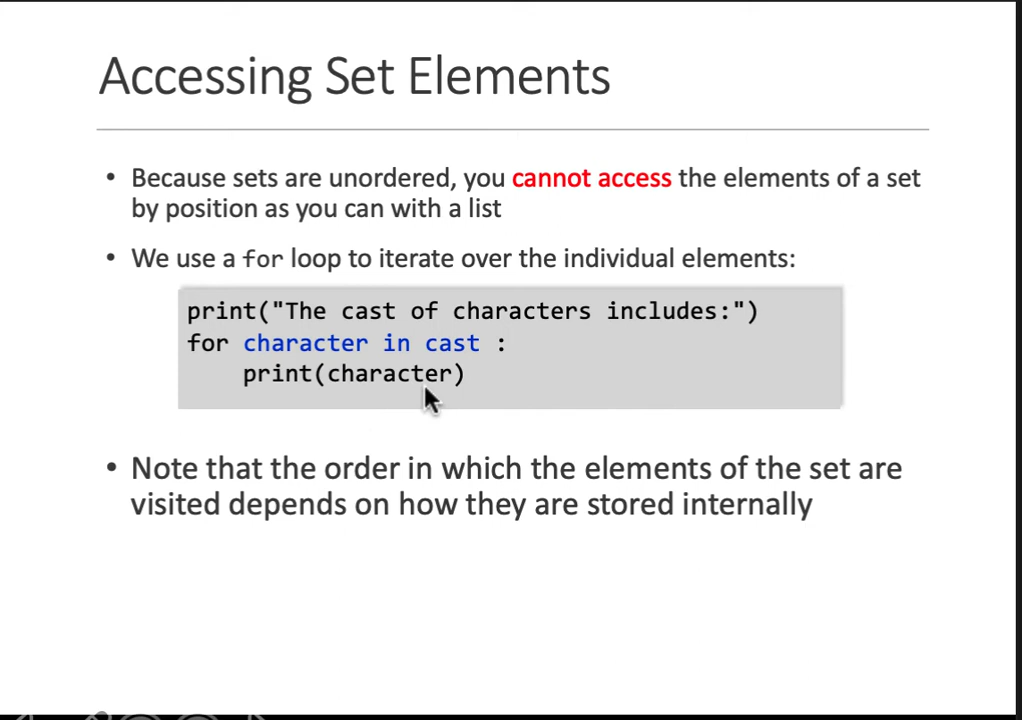 Accessing Set Elements
• Because sets are unordered, you cannot access the elements of a set
by position as you can with a list
• We use a for loop to iterate over the individual elements:
print("The cast of characters includes:")
for character in cast :
    print(character)
• Note that the order in which the elements of the set are
visited depends on how they are stored internally